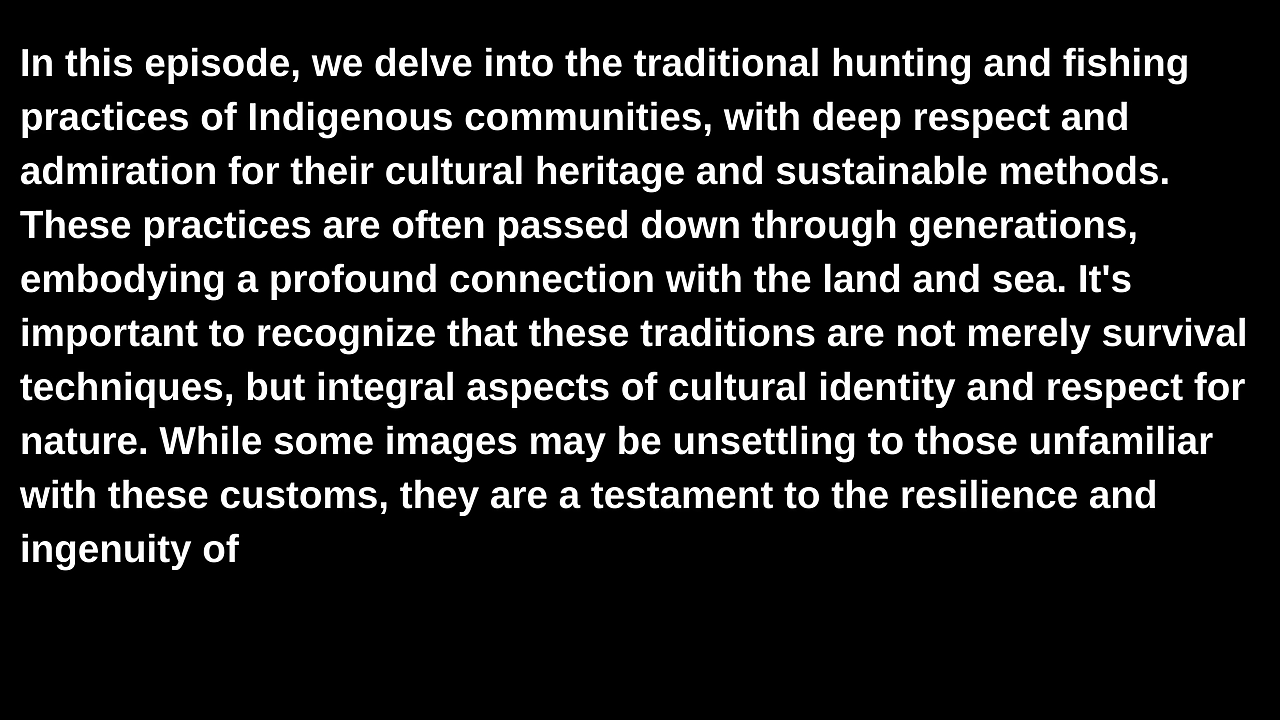 In this episode, we delve into the traditional hunting and fishing
practices of Indigenous communities, with deep respect and
admiration for their cultural heritage and sustainable methods.
These practices are often passed down through generations,
embodying a profound connection with the land and sea. It's
important to recognize that these traditions are not merely survival
techniques, but integral aspects of cultural identity and respect for
nature. While some images may be unsettling to those unfamiliar
with these customs, they are a testament to the resilience and
ingenuity of